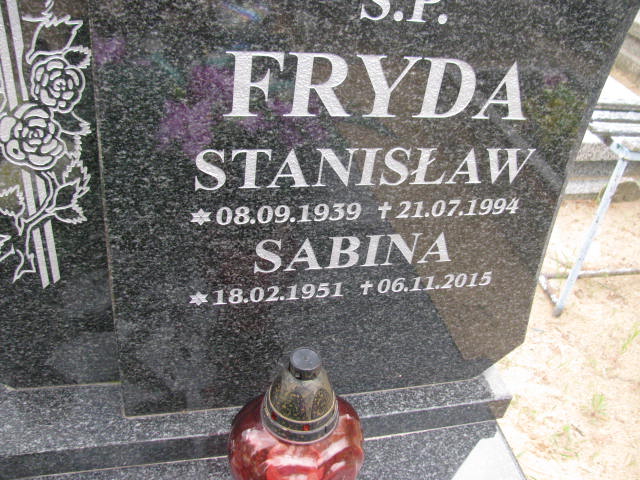 Ś.P.
FRYDA
STANISŁAW
✡ 08.09.1939 † 21.07.1994
SABINA
✡ 18.02.1951 † 06.11.2015